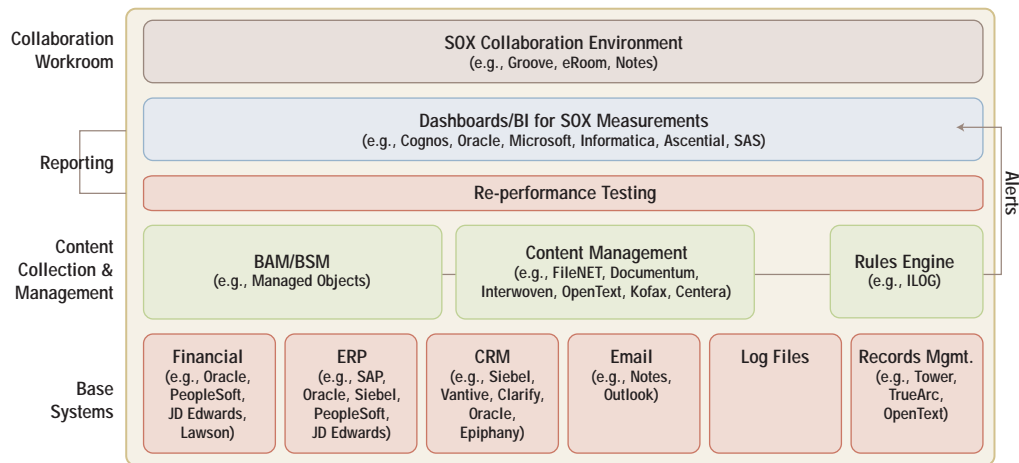 Collaboration
Workroom
SOX Collaboration Environment
(e.g., Groove, eRoom, Notes)
Dashboards/BI for SOX Measurements
(e.g., Cognos, Oracle, Microsoft, Informatica, Ascential, SAS)
Reporting
Re-performance Testing
Alerts
Content
Collection &
Management
BAM/BSM
(e.g., Managed Objects)
Content Management
(e.g., FileNET, Documentum,
Interwoven, OpenText, Kofax, Centera)
Rules Engine
(e.g., ILOG)
Base
Systems
Financial
(e.g., Oracle,
PeopleSoft,
JD Edwards,
Lawson)
ERP
(e.g., SAP,
Oracle, Siebel,
PeopleSoft,
JD Edwards)
CRM
(e.g., Siebel,
Vantive, Clarify,
Oracle,
Epiphany)
Email
(e.g., Notes,
Outlook)
Log Files
Records Mgmt.
(e.g., Tower,
TrueArc,
OpenText)